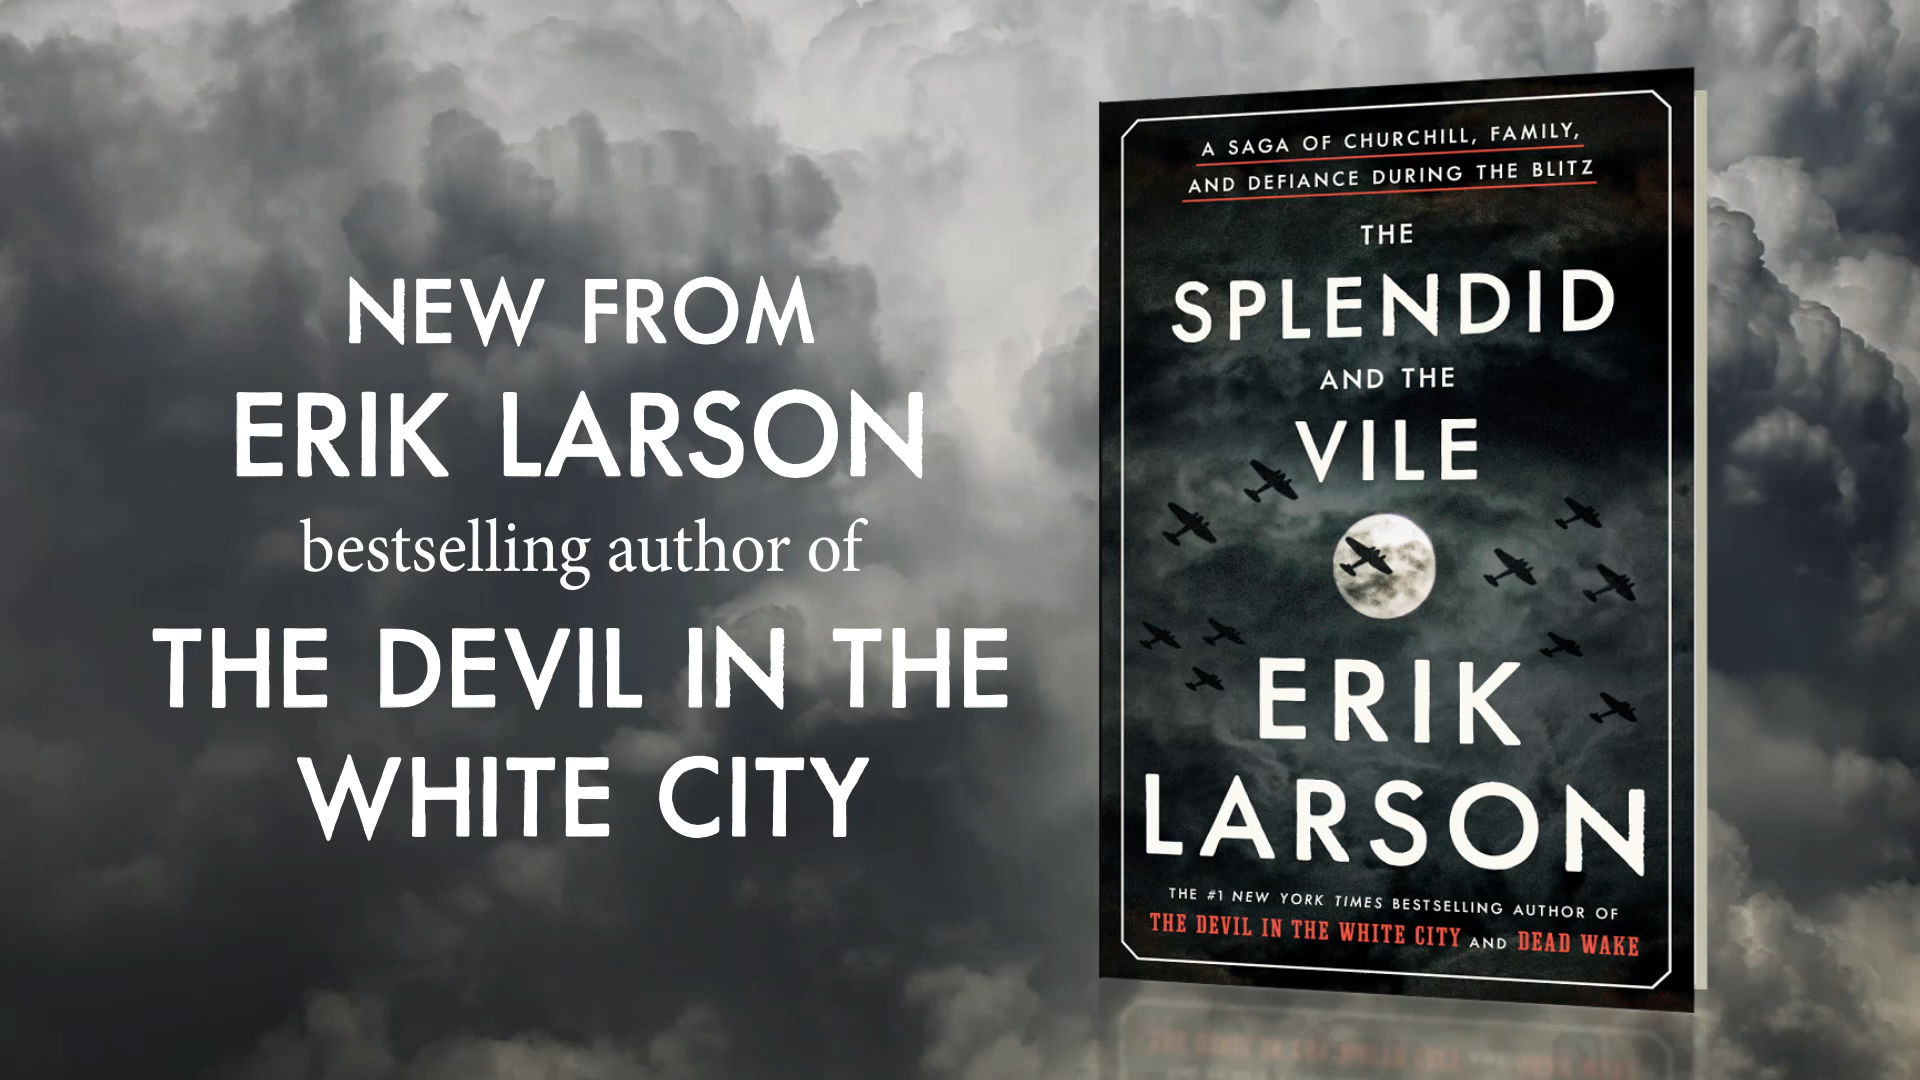 NEW FROM
ERIK LARSON
bestselling author of
THE DEVIL IN THE
WHITE CITY
A SAGA OF CHURCHILL, FAMILY,
AND DEFIANCE DURING THE BLITZ
THE
SPLENDID
AND THE
VILE
ERIK
LARSON
THE #1 NEW YORK TIMES BESTSELLING AUTHOR OF
THE DEVIL IN THE WHITE CITY AND DEAD WAKE